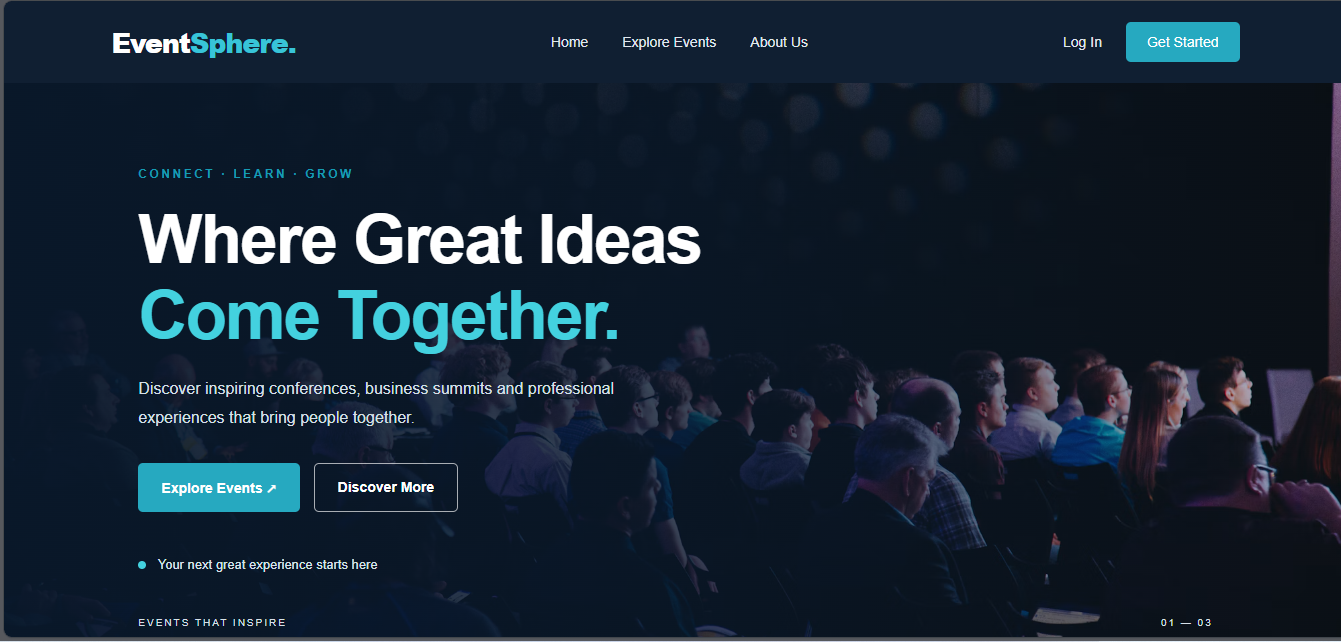 EventSphere.
Home
Explore Events
About Us
Log In
Get Started
CONNECT · LEARN · GROW
Where Great Ideas
Come Together.
Discover inspiring conferences, business summits and professional
experiences that bring people together.
Explore Events ↗
Discover More
Your next great experience starts here
EVENTS THAT INSPIRE
01 — 03